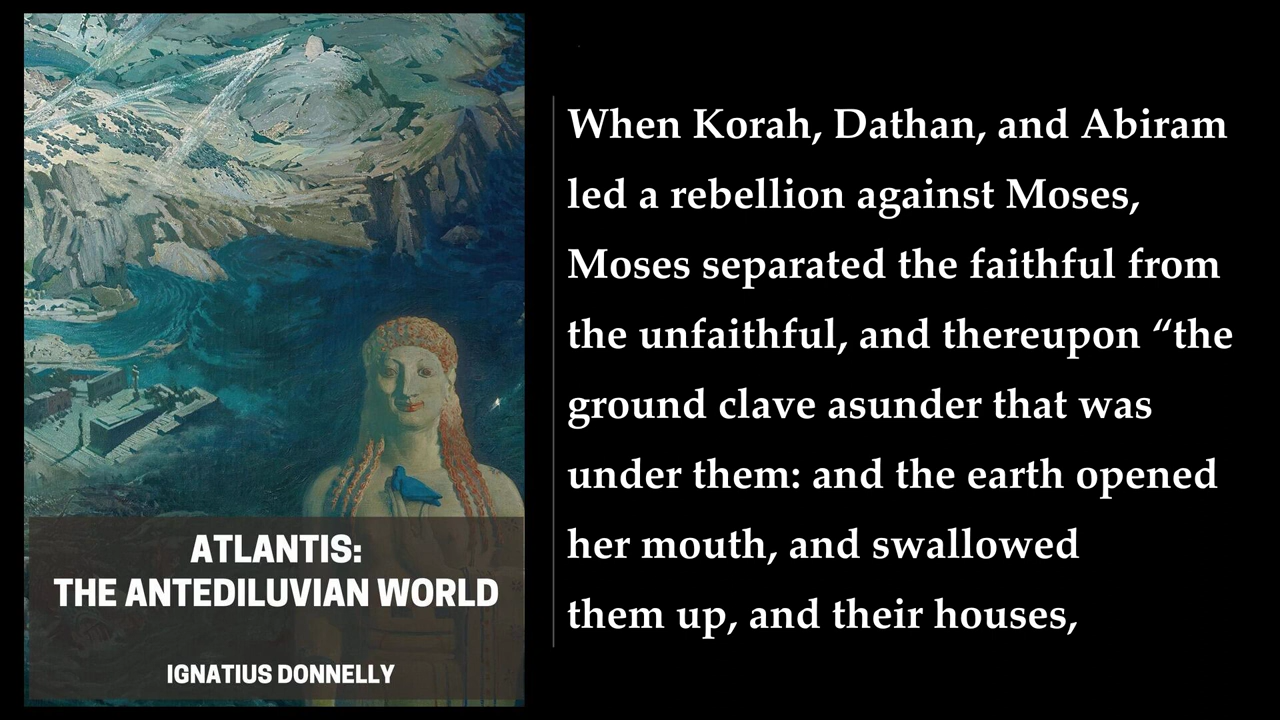 ATLANTIS:
THE ANTEDILUVIAN WORLD
IGNATIUS DONNELLY
When Korah, Dathan, and Abiram
led a rebellion against Moses,
Moses separated the faithful from
the unfaithful, and thereupon “the
ground clave asunder that was
under them: and the earth opened
her mouth, and swallowed
them up, and their houses,